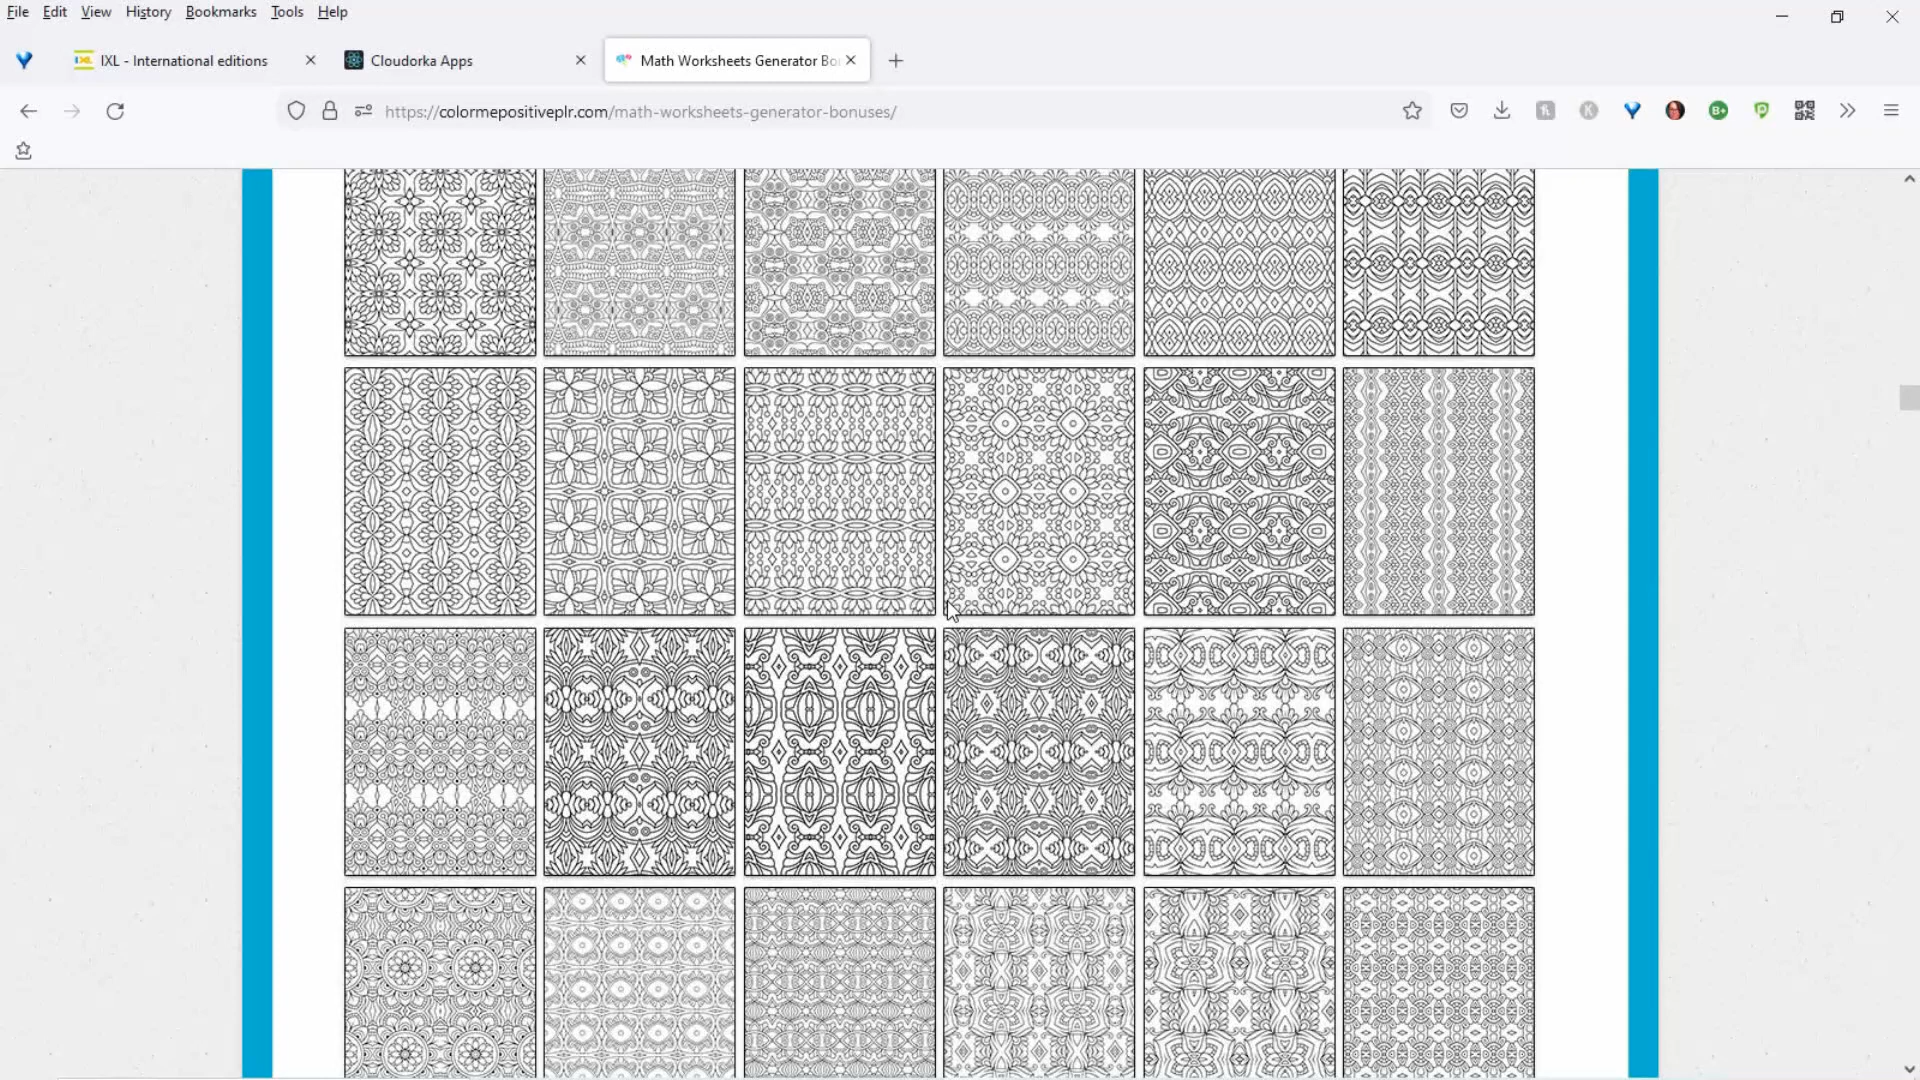 File Edit View History Bookmarks Tools Help
IXL - International editions
Cloudorka Apps
Math Worksheets Generator Bo
https://colormepositiveplr.com/math-worksheets-generator-bonuses/